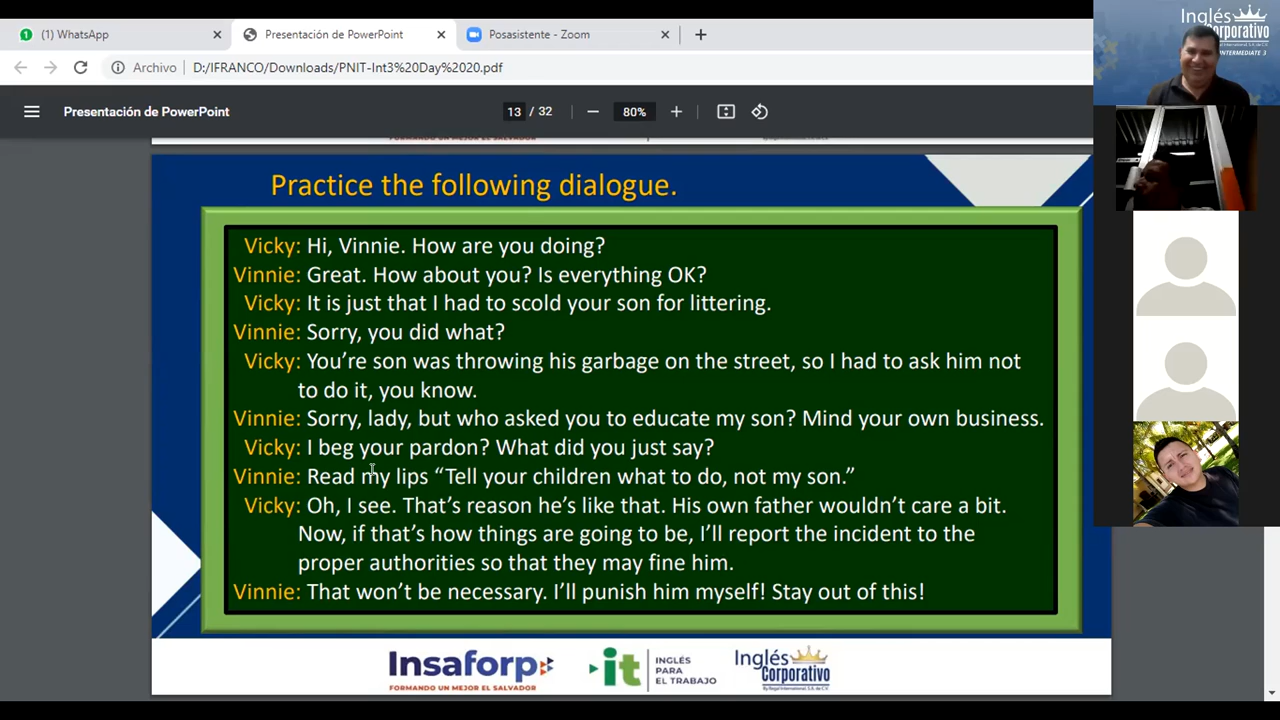 (1) WhatsApp
Presentación de PowerPoint
Posasistente - Zoom
Archivo D:/IFRANCO/Downloads/PNIT-Int3%20Day%2020.pdf
Presentación de PowerPoint
13 / 32
80%
Practice the following dialogue.
Vicky: Hi, Vinnie. How are you doing?
Vinnie: Great. How about you? Is everything OK?
Vicky: It is just that I had to scold your son for littering.
Vinnie: Sorry, you did what?
Vicky: You’re son was throwing his garbage on the street, so I had to ask him not
to do it, you know.
Vinnie: Sorry, lady, but who asked you to educate my son? Mind your own business.
Vicky: I beg your pardon? What did you just say?
Vinnie: Read my lips “Tell your children what to do, not my son.”
Vicky: Oh, I see. That’s reason he’s like that. His own father wouldn’t care a bit.
Now, if that’s how things are going to be, I’ll report the incident to the
proper authorities so that they may fine him.
Vinnie: That won’t be necessary. I’ll punish him myself! Stay out of this!
Insaforp
FORMANDO UN MEJOR EL SALVADOR
it
INGLÉS
PARA
EL TRABAJO
Inglés
Corporativo
By Regal International, S.A. de C.V.
Inglés
Corporativo
INTERMEDIATE 3